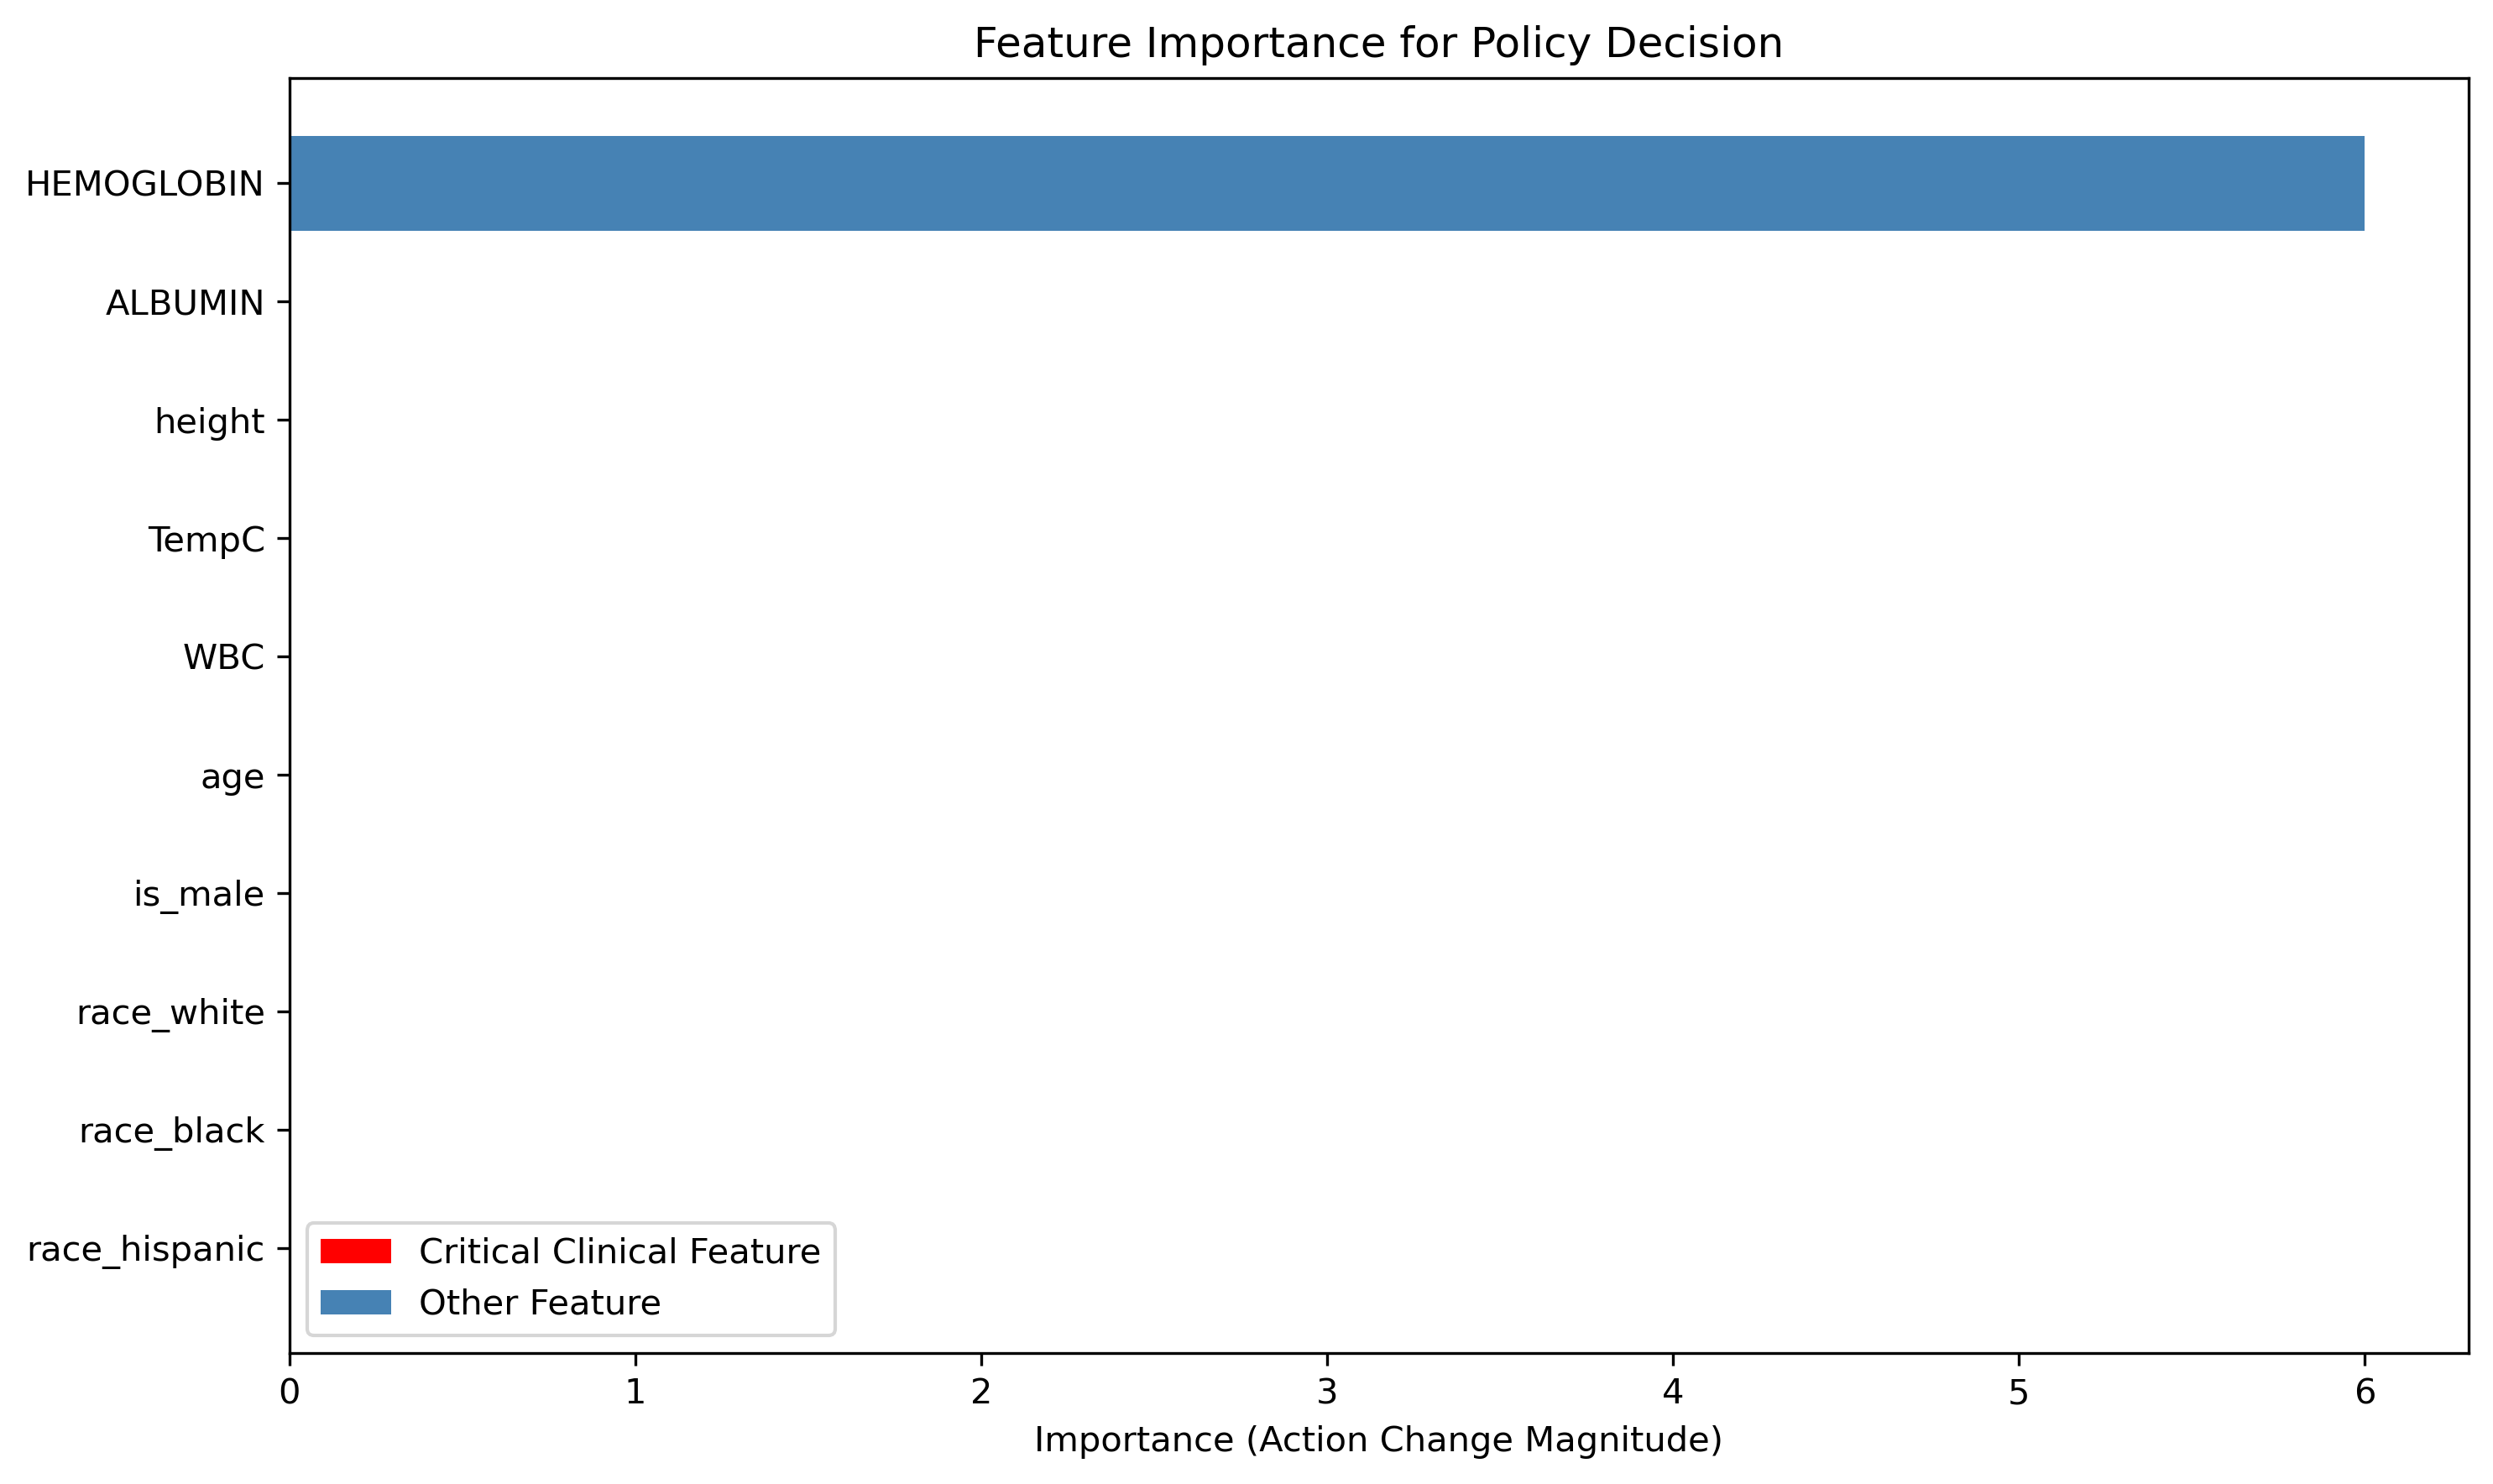 Feature Importance for Policy Decision
HEMOGLOBIN
ALBUMIN
height
TempC
WBC
age
is_male
race_white
race_black
race_hispanic
Critical Clinical Feature
Other Feature
0 1 2 3 4 5 6
Importance (Action Change Magnitude)